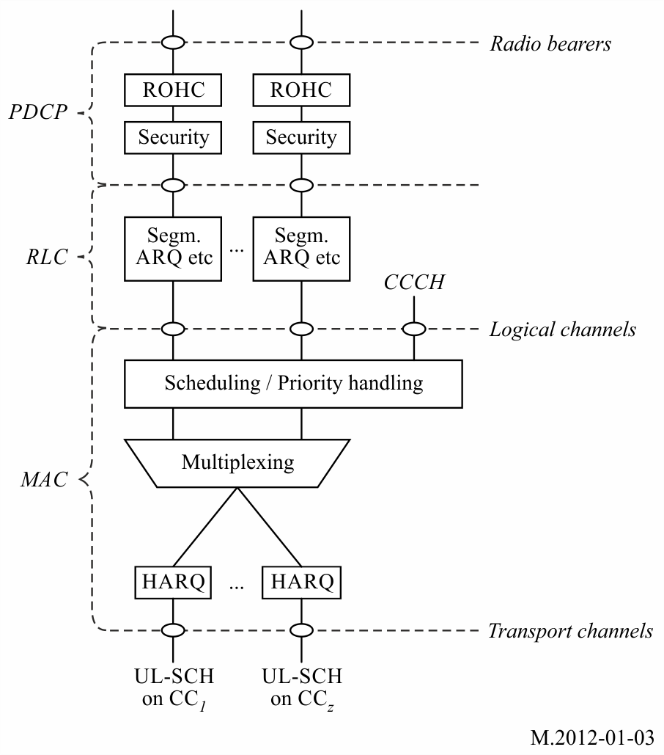 Radio bearers
ROHC
ROHC
PDCP
Security
Security
Segm.
ARQ etc
...
Segm.
ARQ etc
RLC
CCCH
Logical channels
Scheduling / Priority handling
Multiplexing
MAC
HARQ
...
HARQ
Transport channels
UL-SCH
on CC1
UL-SCH
on CCz
M.2012-01-03